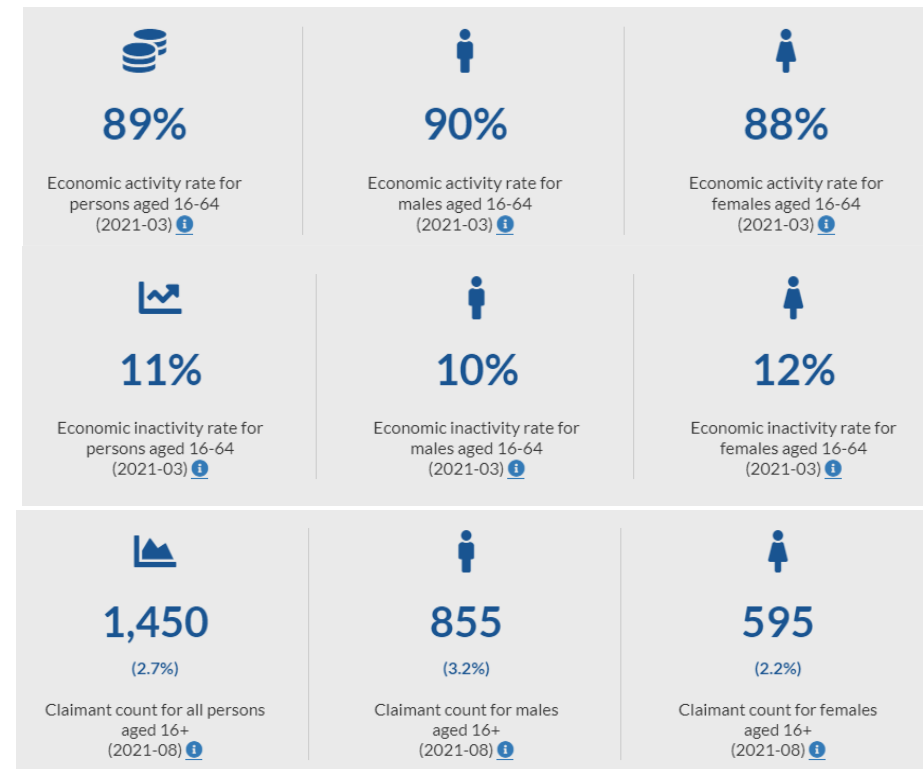 89%
90%
88%
Economic activity rate for
persons aged 16-64
(2021-03)
Economic activity rate for
males aged 16-64
(2021-03)
Economic activity rate for
females aged 16-64
(2021-03)
11%
10%
12%
Economic inactivity rate for
persons aged 16-64
(2021-03)
Economic inactivity rate for
males aged 16-64
(2021-03)
Economic inactivity rate for
females aged 16-64
(2021-03)
1,450
(2.7%)
855
(3.2%)
595
(2.2%)
Claimant count for all persons
aged 16+
(2021-08)
Claimant count for males
aged 16+
(2021-08)
Claimant count for females
aged 16+
(2021-08)